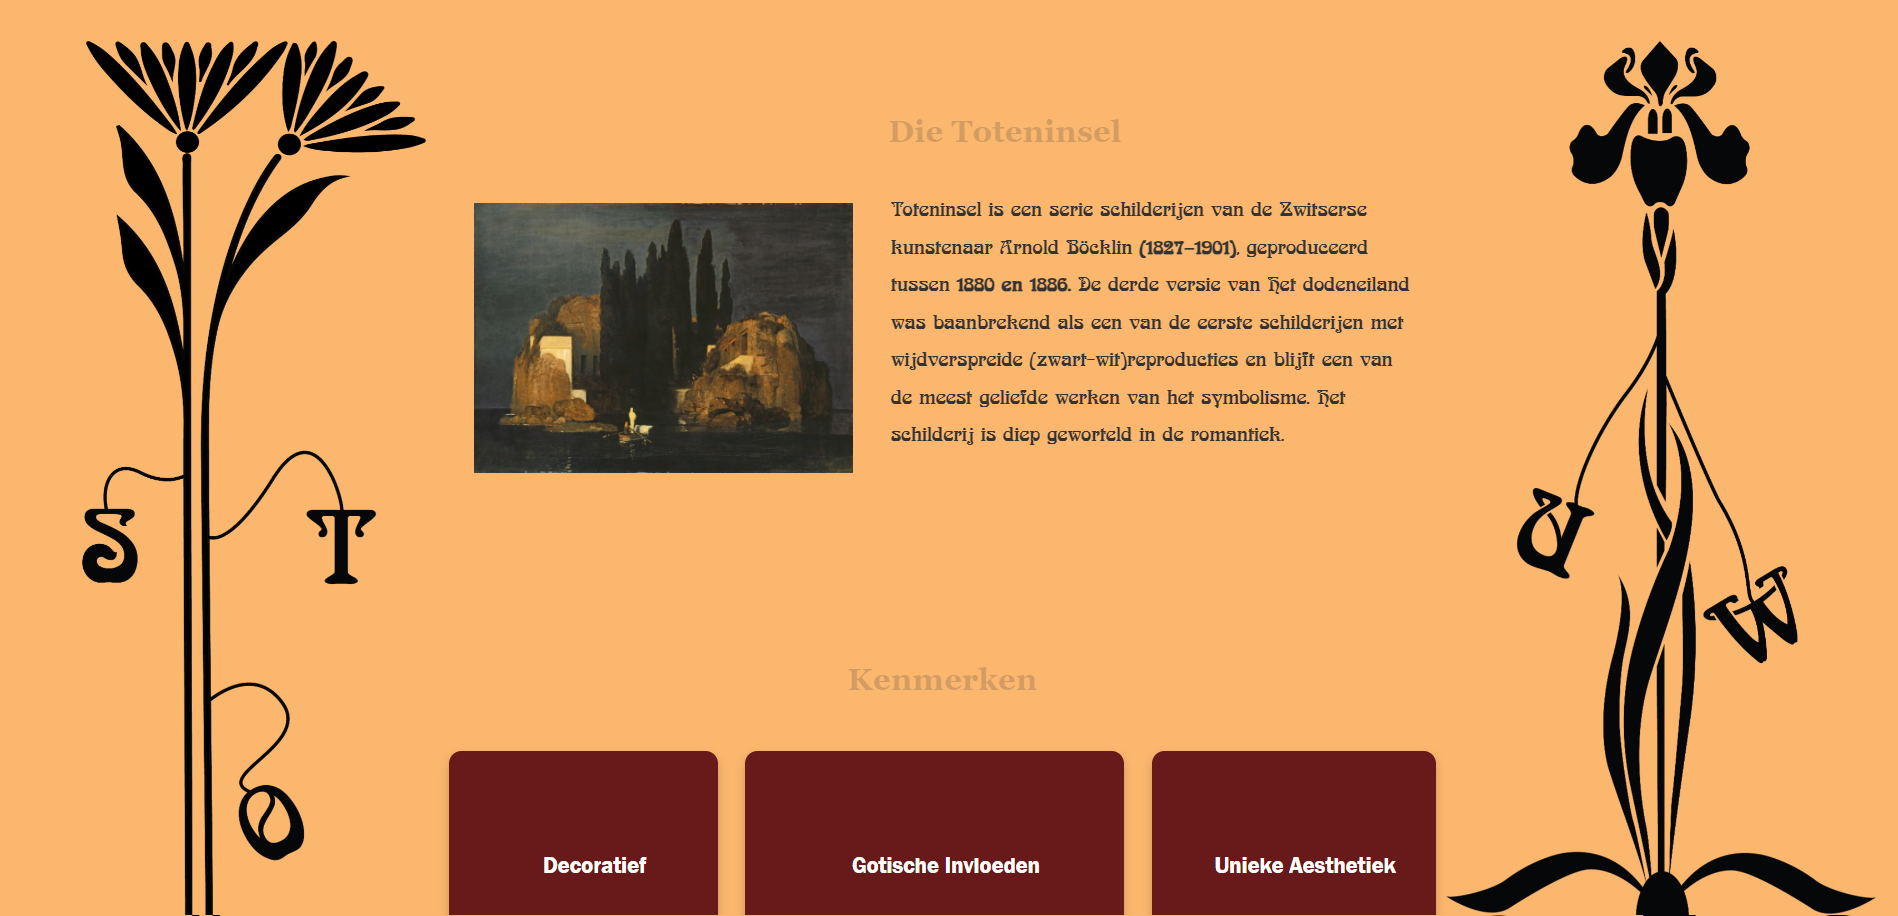 Die Toteninsel
Toteninsel is een serie schilderijen van de Zwitserse
kunstenaar Arnold Böcklin (1827-1901), geproduceerd
tussen 1880 en 1886. De derde versie van Het dodeneiland
was baanbrekend als een van de eerste schilderijen met
wijdverspreide (zwart-wit)reproducties en blijft een van
de meest geliefde werken van het symbolisme. Het
schilderij is diep geworteld in de romantiek.
S
T
O
U
W
Kenmerken
Decoratief
Gotische Invloeden
Unieke Aesthetiek